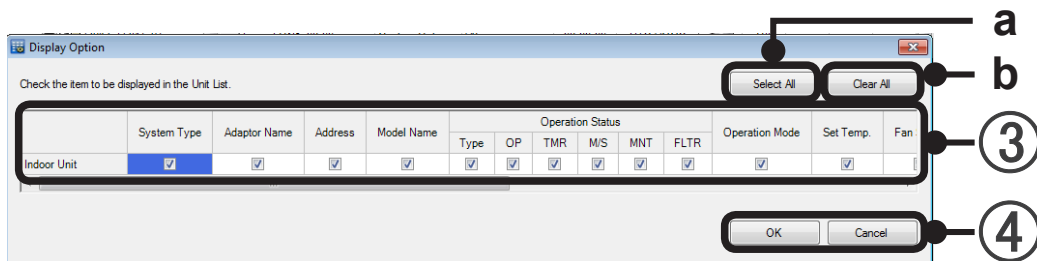 a
Display Option
Check the item to be displayed in the Unit List.
Select All
Clear All
b
System Type
Adaptor Name
Address
Model Name
Operation Status
Type
OP
TMR
M/S
MNT
FLTR
Operation Mode
Set Temp.
Fan
③
Indoor Unit
OK
Cancel
④